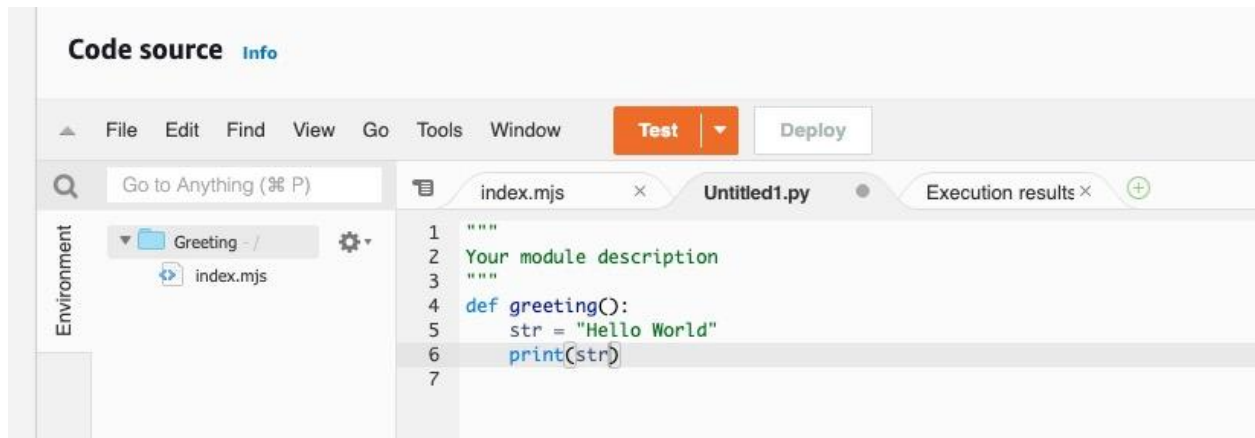 Code source Info
File Edit Find View Go Tools Window Test Deploy
Go to Anything (⌘ P)
index.mjs × Untitled1.py Execution results ×
Environment
Greeting - /
index.mjs
1 """
2 Your module description
3 """
4 def greeting():
5     str = "Hello World"
6     print(str)
7